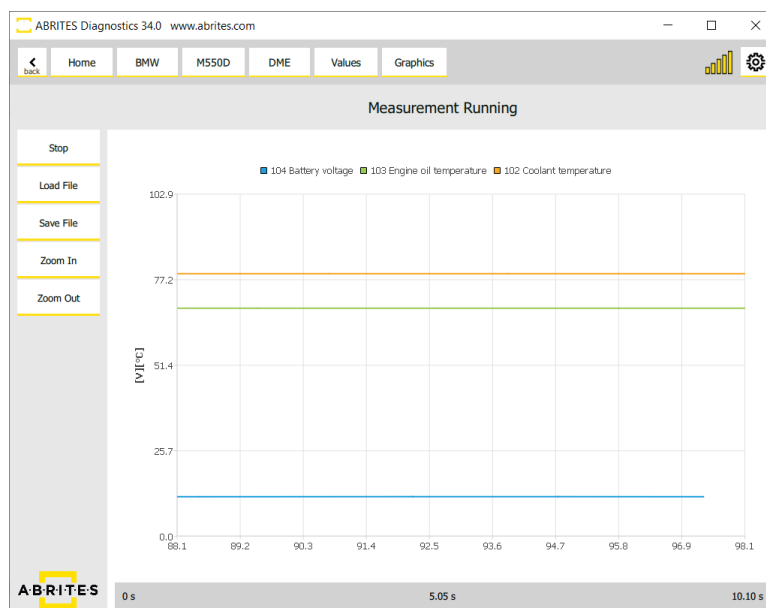 ABRITES Diagnostics 34.0 www.abrites.com
back
Home
BMW
M550D
DME
Values
Graphics
Measurement Running
Stop
Load File
Save File
Zoom In
Zoom Out
104 Battery voltage 103 Engine oil temperature 102 Coolant temperature
102.9
77.2
51.4
25.7
0.0
[V][°C]
88.1 89.2 90.3 91.4 92.5 93.6 94.7 95.8 96.9 98.1
A·B·R·I·T·E·S
0 s 5.05 s 10.10 s